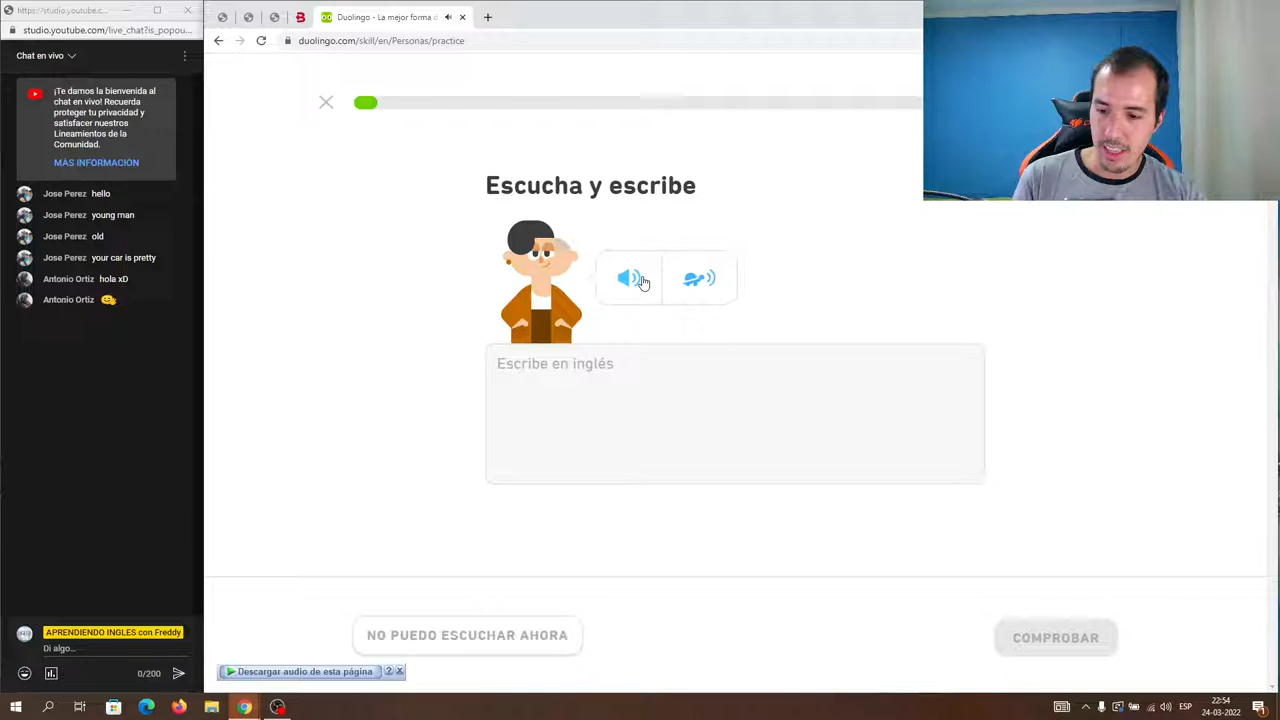 https://studio.youtube.c...
studio.youtube.com/live_chat?is_popou...
Duolingo - La mejor forma d
duolingo.com/skill/en/Personas/practice
Chat en vivo
¡Te damos la bienvenida al
chat en vivo! Recuerda
proteger tu privacidad y
satisfacer nuestros
Lineamientos de la
Comunidad.
MÁS INFORMACIÓN
Jose Perez hello
Jose Perez young man
Jose Perez old
Jose Perez your car is pretty
Antonio Ortiz hola xD
Antonio Ortiz
APRENDIENDO INGLES con Freddy
Di algo...
0/200
Escucha y escribe
Escribe en inglés
NO PUEDO ESCUCHAR AHORA
COMPROBAR
Descargar audio de esta página
?
X
ESP
22:54
24-03-2022
1